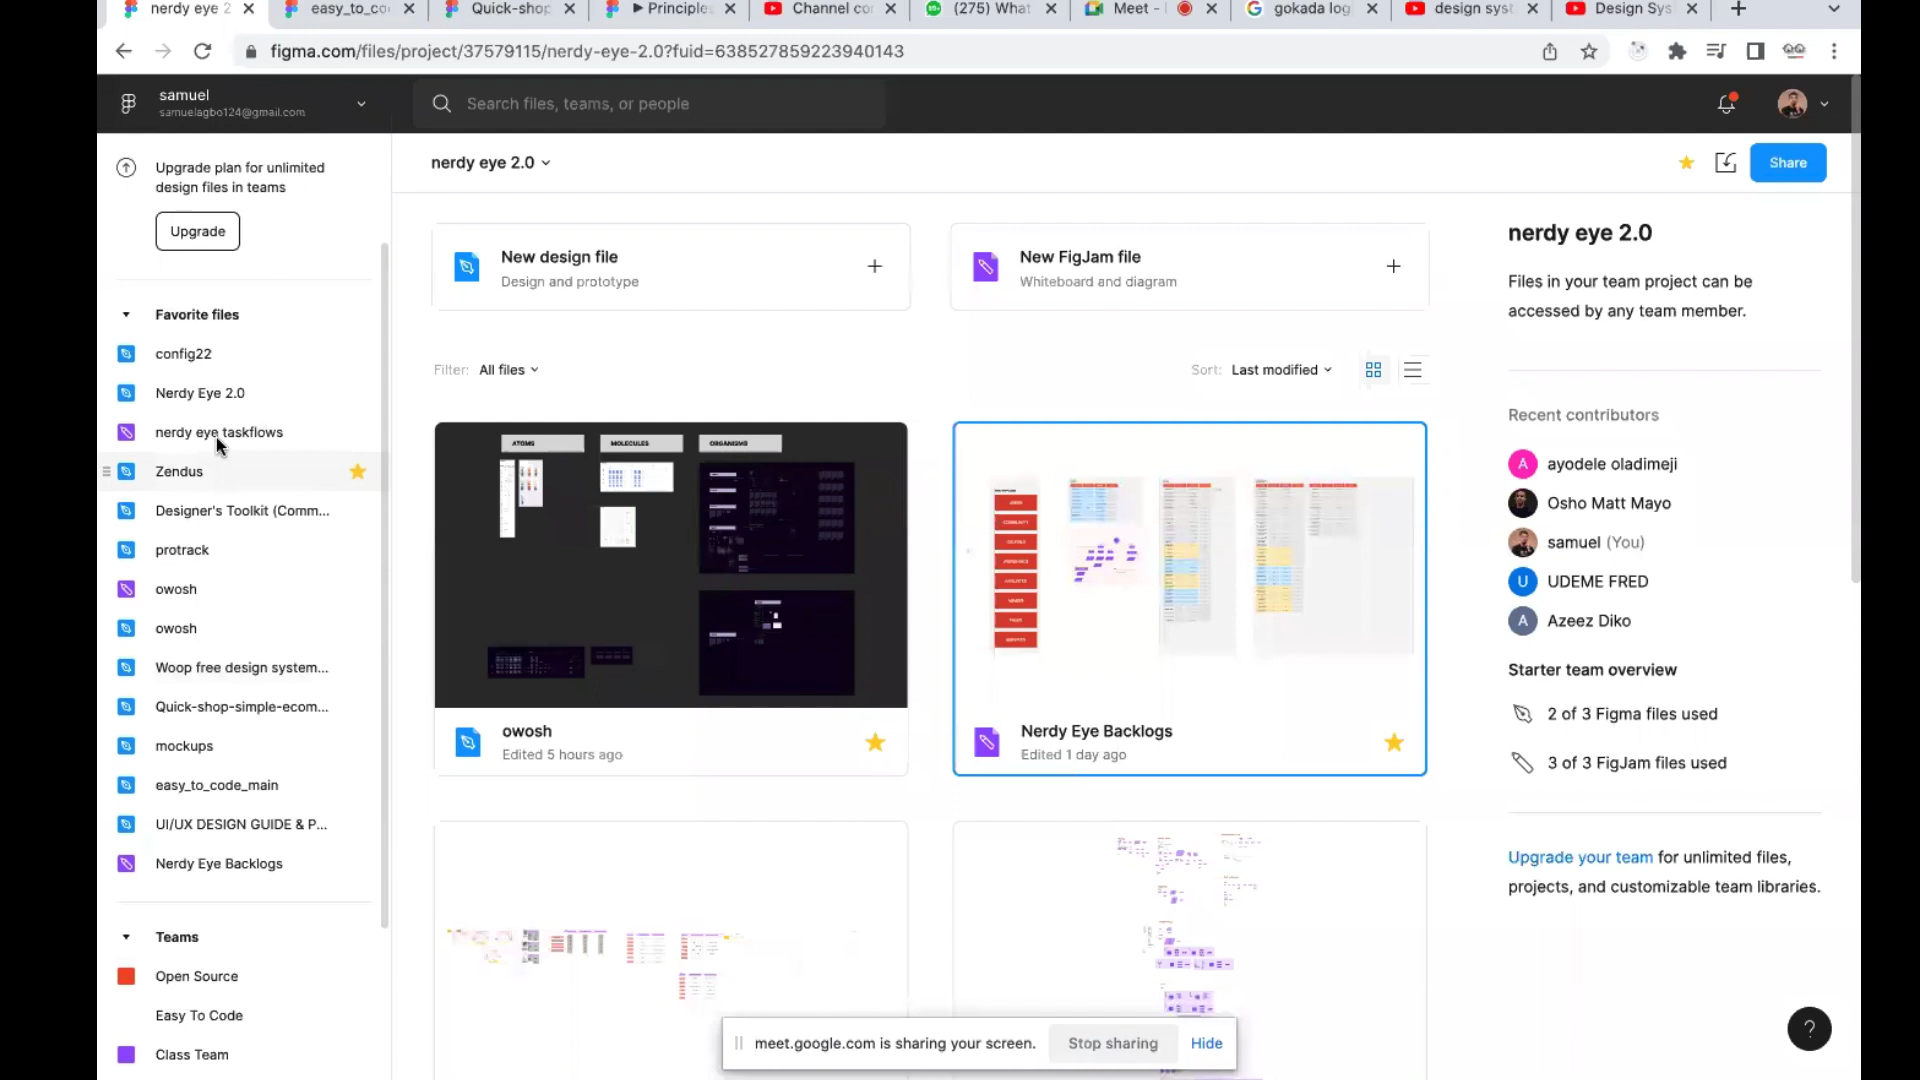 nerdy eye 2
easy_to_co
Quick-shop
Principle
Channel co
(275) What
Meet -
gokada log
design syst
Design Sys
figma.com/files/project/37579115/nerdy-eye-2.0?fuid=638527859223940143
samuel
samuelagbo124@gmail.com
Search files, teams, or people
Upgrade plan for unlimited
design files in teams
Upgrade
Favorite files
config22
Nerdy Eye 2.0
nerdy eye taskflows
Zendus
Designer's Toolkit (Comm...
protrack
owosh
owosh
Woop free design system...
Quick-shop-simple-ecom...
mockups
easy_to_code_main
UI/UX DESIGN GUIDE & P...
Nerdy Eye Backlogs
Teams
Open Source
Easy To Code
Class Team
nerdy eye 2.0
Share
New design file
Design and prototype
New FigJam file
Whiteboard and diagram
Filter: All files
Sort: Last modified
ATOMS
MOLECULES
ORGANISMS
owosh
Edited 5 hours ago
Nerdy Eye Backlogs
Edited 1 day ago
nerdy eye 2.0
Files in your team project can be
accessed by any team member.
Recent contributors
A ayodele oladimeji
Osho Matt Mayo
samuel (You)
U UDEME FRED
A Azeez Diko
Starter team overview
2 of 3 Figma files used
3 of 3 FigJam files used
Upgrade your team for unlimited files,
projects, and customizable team libraries.
meet.google.com is sharing your screen.
Stop sharing
Hide
?